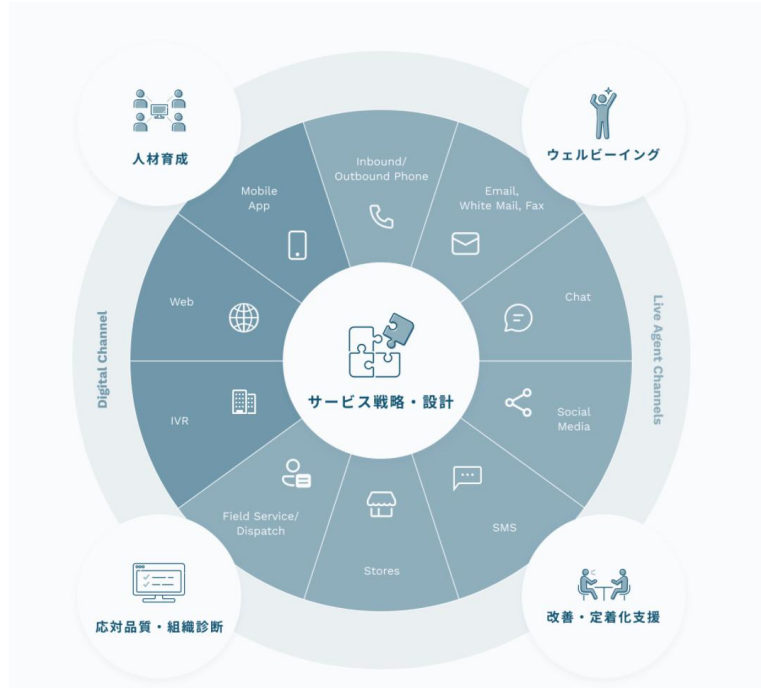 人材育成
ウェルビーイング
Inbound/
Outbound Phone
Mobile
App
Email,
White Mail, Fax
Web
Chat
Digital Channel
Live Agent Channels
サービス戦略・設計
IVR
Social
Media
Field Service/
Dispatch
SMS
Stores
応対品質・組織診断
改善・定着化支援